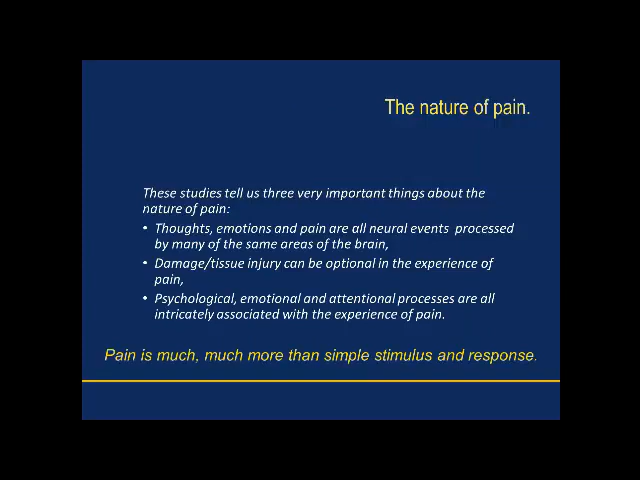 The nature of pain.
These studies tell us three very important things about the
nature of pain:
• Thoughts, emotions and pain are all neural events processed
by many of the same areas of the brain,
• Damage/tissue injury can be optional in the experience of
pain,
• Psychological, emotional and attentional processes are all
intricately associated with the experience of pain.
Pain is much, much more than simple stimulus and response.